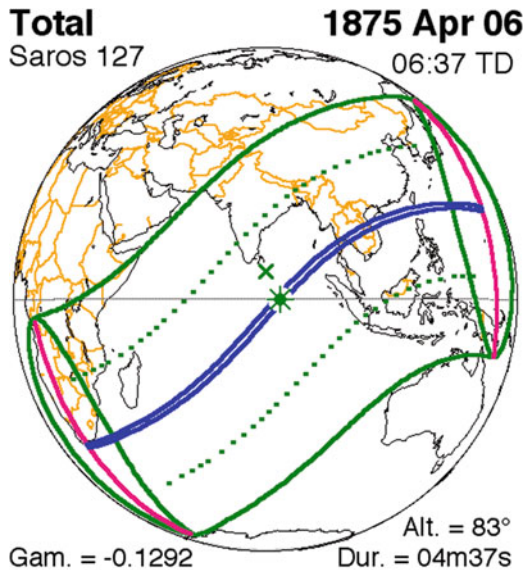 Total
1875 Apr 06
Saros 127
06:37 TD
Alt. = 83°
Gam. = -0.1292
Dur. = 04m37s